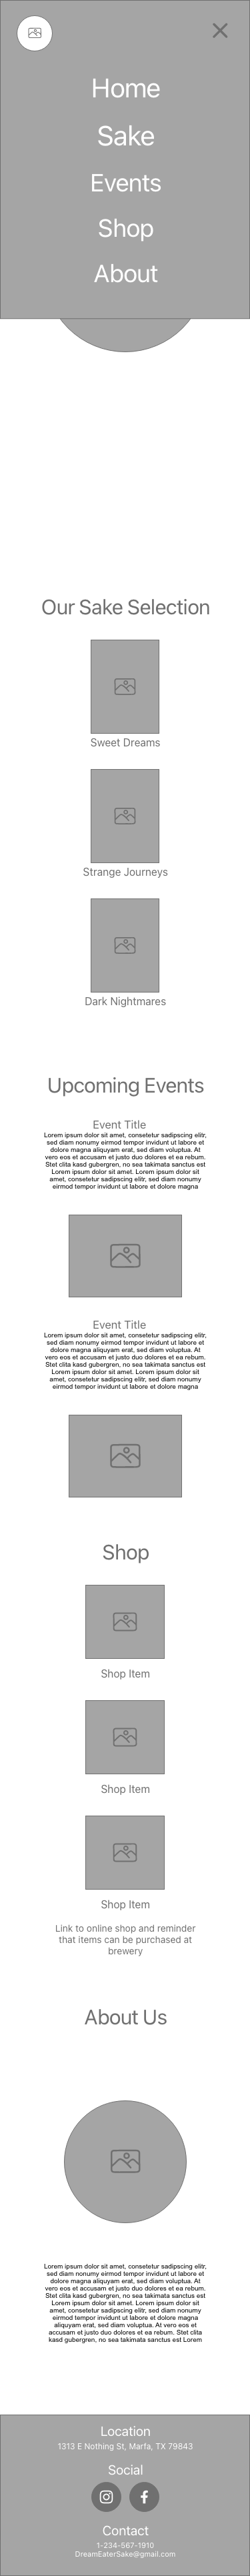 Home
Sake
Events
Shop
About
Our Sake Selection
Sweet Dreams
Strange Journeys
Dark Nightmares
Upcoming Events
Event Title
Lorem ipsum dolor sit amet, consetetur sadipscing elitr,
sed diam nonumy eirmod tempor invidunt ut labore et
dolore magna aliquyam erat, sed diam voluptua. At
vero eos et accusam et justo duo dolores et ea rebum.
Stet clita kasd gubergren, no sea takimata sanctus est
Lorem ipsum dolor sit amet. Lorem ipsum dolor sit
amet, consetetur sadipscing elitr, sed diam nonumy
eirmod tempor invidunt ut labore et dolore magna
Event Title
Lorem ipsum dolor sit amet, consetetur sadipscing elitr,
sed diam nonumy eirmod tempor invidunt ut labore et
dolore magna aliquyam erat, sed diam voluptua. At
vero eos et accusam et justo duo dolores et ea rebum.
Stet clita kasd gubergren, no sea takimata sanctus est
Lorem ipsum dolor sit amet. Lorem ipsum dolor sit
amet, consetetur sadipscing elitr, sed diam nonumy
eirmod tempor invidunt ut labore et dolore magna
Shop
Shop Item
Shop Item
Shop Item
Link to online shop and reminder
that items can be purchased at
brewery
About Us
Lorem ipsum dolor sit amet, consetetur sadipscing elitr,
sed diam nonumy eirmod tempor invidunt ut labore et
dolore magna aliquyam erat, sed diam voluptua. At
vero eos et accusam et justo duo dolores et ea rebum.
Stet clita kasd gubergren, no sea takimata sanctus est
Lorem ipsum dolor sit amet. Lorem ipsum dolor sit
amet, consetetur sadipscing elitr, sed diam nonumy
eirmod tempor invidunt ut labore et dolore magna
aliquyam erat, sed diam voluptua. At vero eos et
accusam et justo duo dolores et ea rebum. Stet clita
kasd gubergren, no sea takimata sanctus est Lorem
Location
1313 E Nothing St, Marfa, TX 79843
Social
Contact
1-234-567-1910
DreamEaterSake@gmail.com